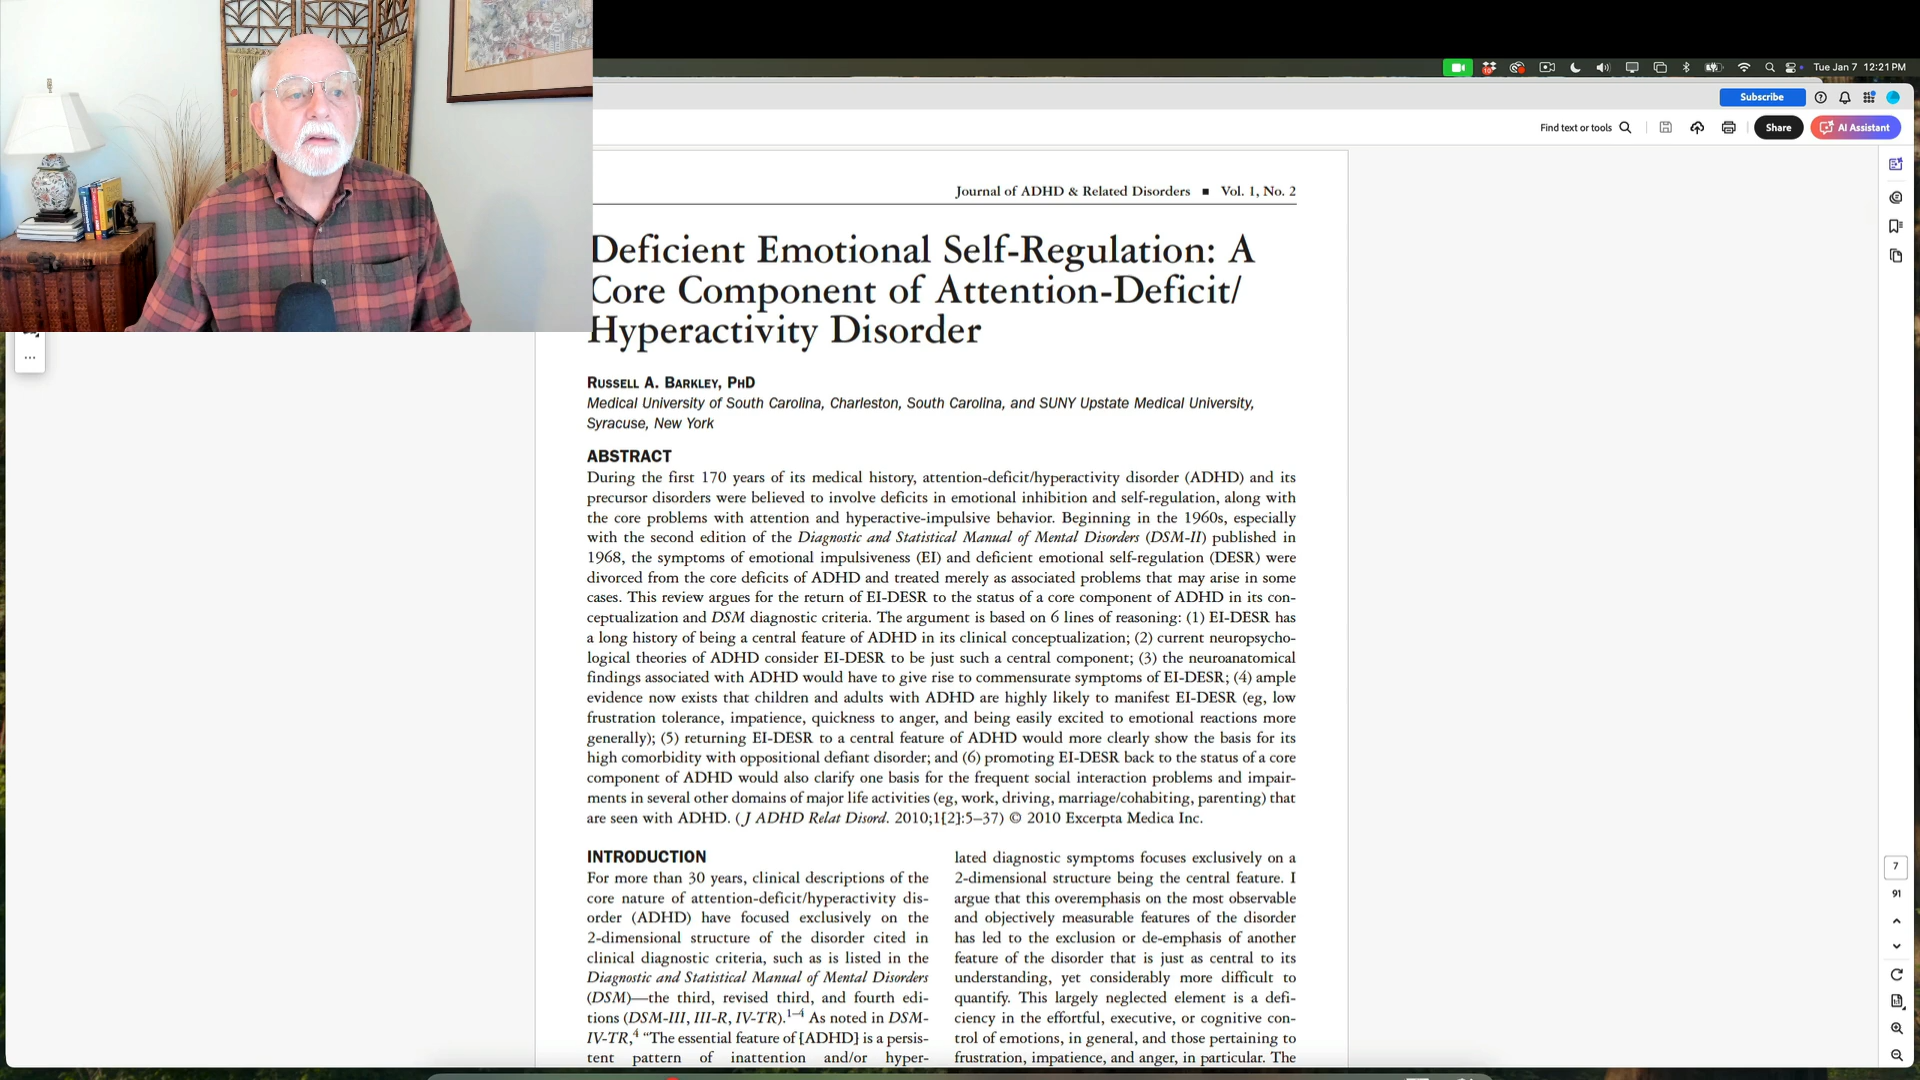 Tue Jan 7 12:21 PM
Subscribe
Find text or tools
Share
AI Assistant
Journal of ADHD & Related Disorders ■ Vol. 1, No. 2
Deficient Emotional Self-Regulation: A
Core Component of Attention-Deficit/
Hyperactivity Disorder
RUSSELL A. BARKLEY, PHD
Medical University of South Carolina, Charleston, South Carolina, and SUNY Upstate Medical University,
Syracuse, New York
ABSTRACT
During the first 170 years of its medical history, attention-deficit/hyperactivity disorder (ADHD) and its
precursor disorders were believed to involve deficits in emotional inhibition and self-regulation, along with
the core problems with attention and hyperactive-impulsive behavior. Beginning in the 1960s, especially
with the second edition of the Diagnostic and Statistical Manual of Mental Disorders (DSM-II) published in
1968, the symptoms of emotional impulsiveness (EI) and deficient emotional self-regulation (DESR) were
divorced from the core deficits of ADHD and treated merely as associated problems that may arise in some
cases. This review argues for the return of EI-DESR to the status of a core component of ADHD in its con-
ceptualization and DSM diagnostic criteria. The argument is based on 6 lines of reasoning: (1) EI-DESR has
a long history of being a central feature of ADHD in its clinical conceptualization; (2) current neuropsycho-
logical theories of ADHD consider EI-DESR to be just such a central component; (3) the neuroanatomical
findings associated with ADHD would have to give rise to commensurate symptoms of EI-DESR; (4) ample
evidence now exists that children and adults with ADHD are highly likely to manifest EI-DESR (eg, low
frustration tolerance, impatience, quickness to anger, and being easily excited to emotional reactions more
generally); (5) returning EI-DESR to a central feature of ADHD would more clearly show the basis for its
high comorbidity with oppositional defiant disorder; and (6) promoting EI-DESR back to the status of a core
component of ADHD would also clarify one basis for the frequent social interaction problems and impair-
ments in several other domains of major life activities (eg, work, driving, marriage/cohabiting, parenting) that
are seen with ADHD. (J ADHD Relat Disord. 2010;1[2]:5–37) © 2010 Excerpta Medica Inc.
INTRODUCTION
For more than 30 years, clinical descriptions of the
core nature of attention-deficit/hyperactivity dis-
order (ADHD) have focused exclusively on the
2-dimensional structure of the disorder cited in
clinical diagnostic criteria, such as is listed in the
Diagnostic and Statistical Manual of Mental Disorders
(DSM)—the third, revised third, and fourth edi-
tions (DSM-III, III-R, IV-TR).1–4 As noted in DSM-
IV-TR,4 “The essential feature of [ADHD] is a persis-
tent pattern of inattention and/or hyper-
lated diagnostic symptoms focuses exclusively on a
2-dimensional structure being the central feature. I
argue that this overemphasis on the most observable
and objectively measurable features of the disorder
has led to the exclusion or de-emphasis of another
feature of the disorder that is just as central to its
understanding, yet considerably more difficult to
quantify. This largely neglected element is a defi-
ciency in the effortful, executive, or cognitive con-
trol of emotions, in general, and those pertaining to
frustration, impatience, and anger, in particular. The
7
91